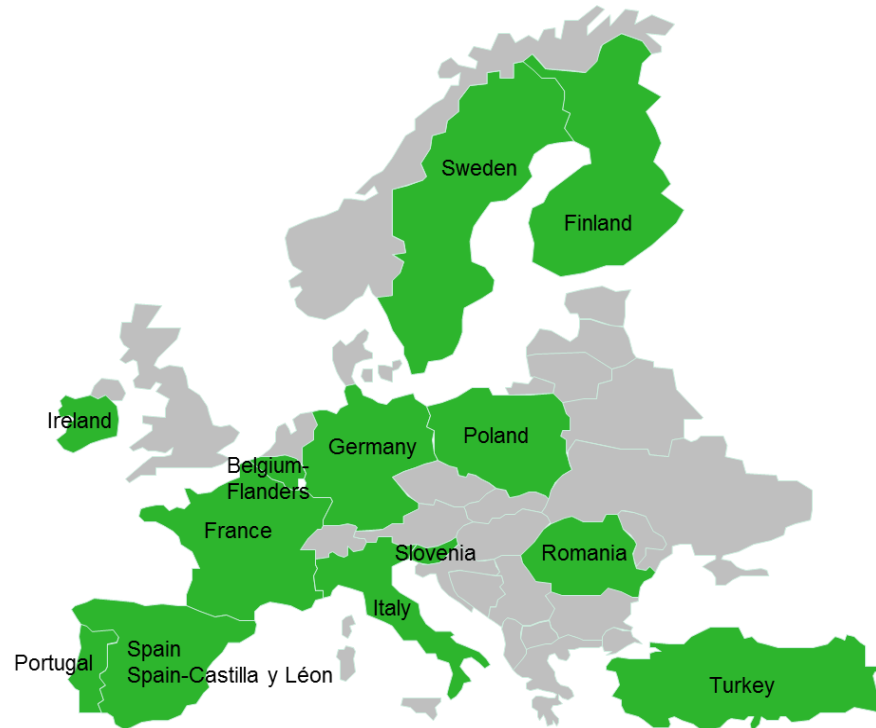 Sweden
Finland
Ireland
Germany
Poland
Belgium-
Flanders
France
Slovenia
Romania
Italy
Spain
Portugal
Spain-Castilla y Léon
Turkey